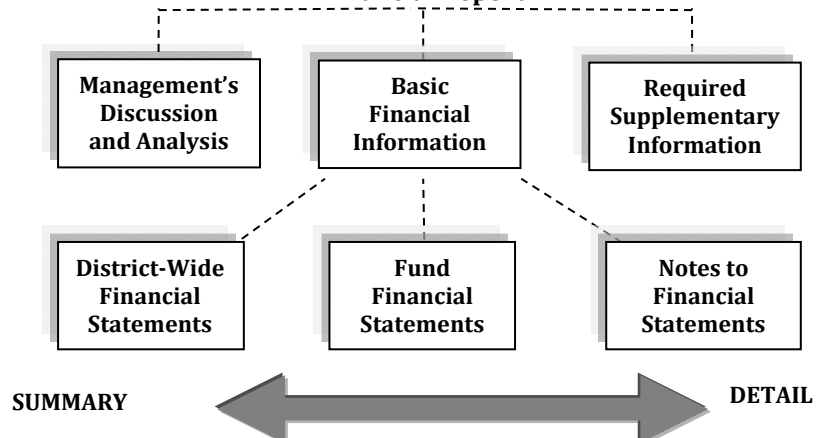 Management's
Discussion
and Analysis
Basic
Financial
Information
Required
Supplementary
Information
District-Wide
Financial
Statements
Fund
Financial
Statements
Notes to
Financial
Statements
SUMMARY
DETAIL